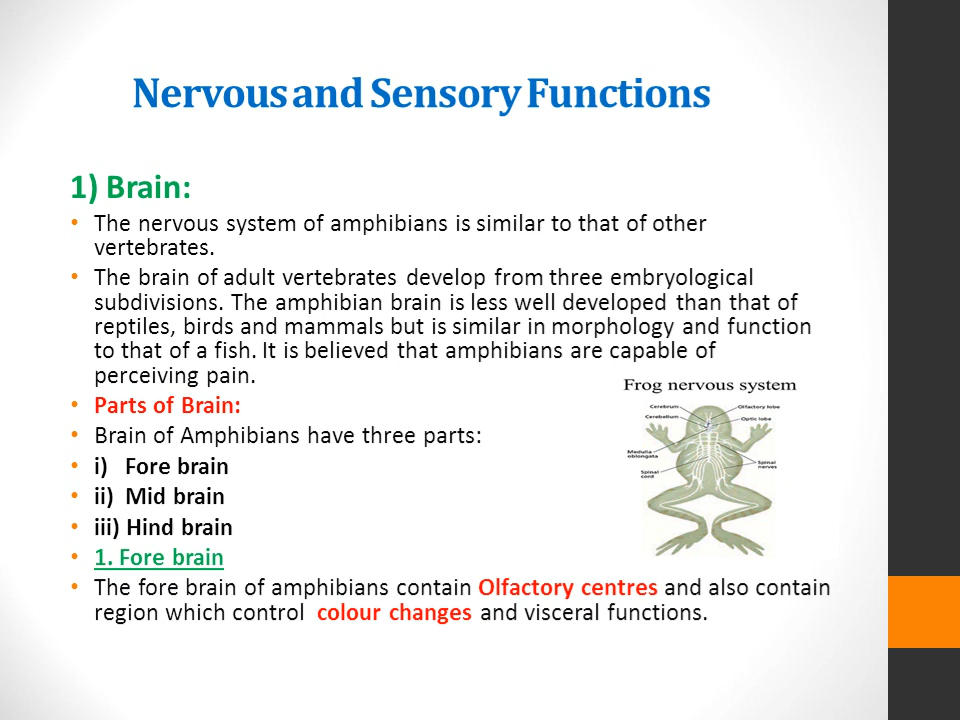 Nervous and Sensory Functions
1) Brain:
• The nervous system of amphibians is similar to that of other
vertebrates.
• The brain of adult vertebrates develop from three embryological
subdivisions. The amphibian brain is less well developed than that of
reptiles, birds and mammals but is similar in morphology and function
to that of a fish. It is believed that amphibians are capable of
perceiving pain.
• Parts of Brain:
• Brain of Amphibians have three parts:
• i) Fore brain
• ii) Mid brain
• iii) Hind brain
• 1. Fore brain
• The fore brain of amphibians contain Olfactory centres and also contain
region which control colour changes and visceral functions.
Frog nervous system
Cerebrum
Olfactory lobe
Cerebellum
Optic lobe
Medulla
oblongata
Spinal
nerves
Spinal
cord